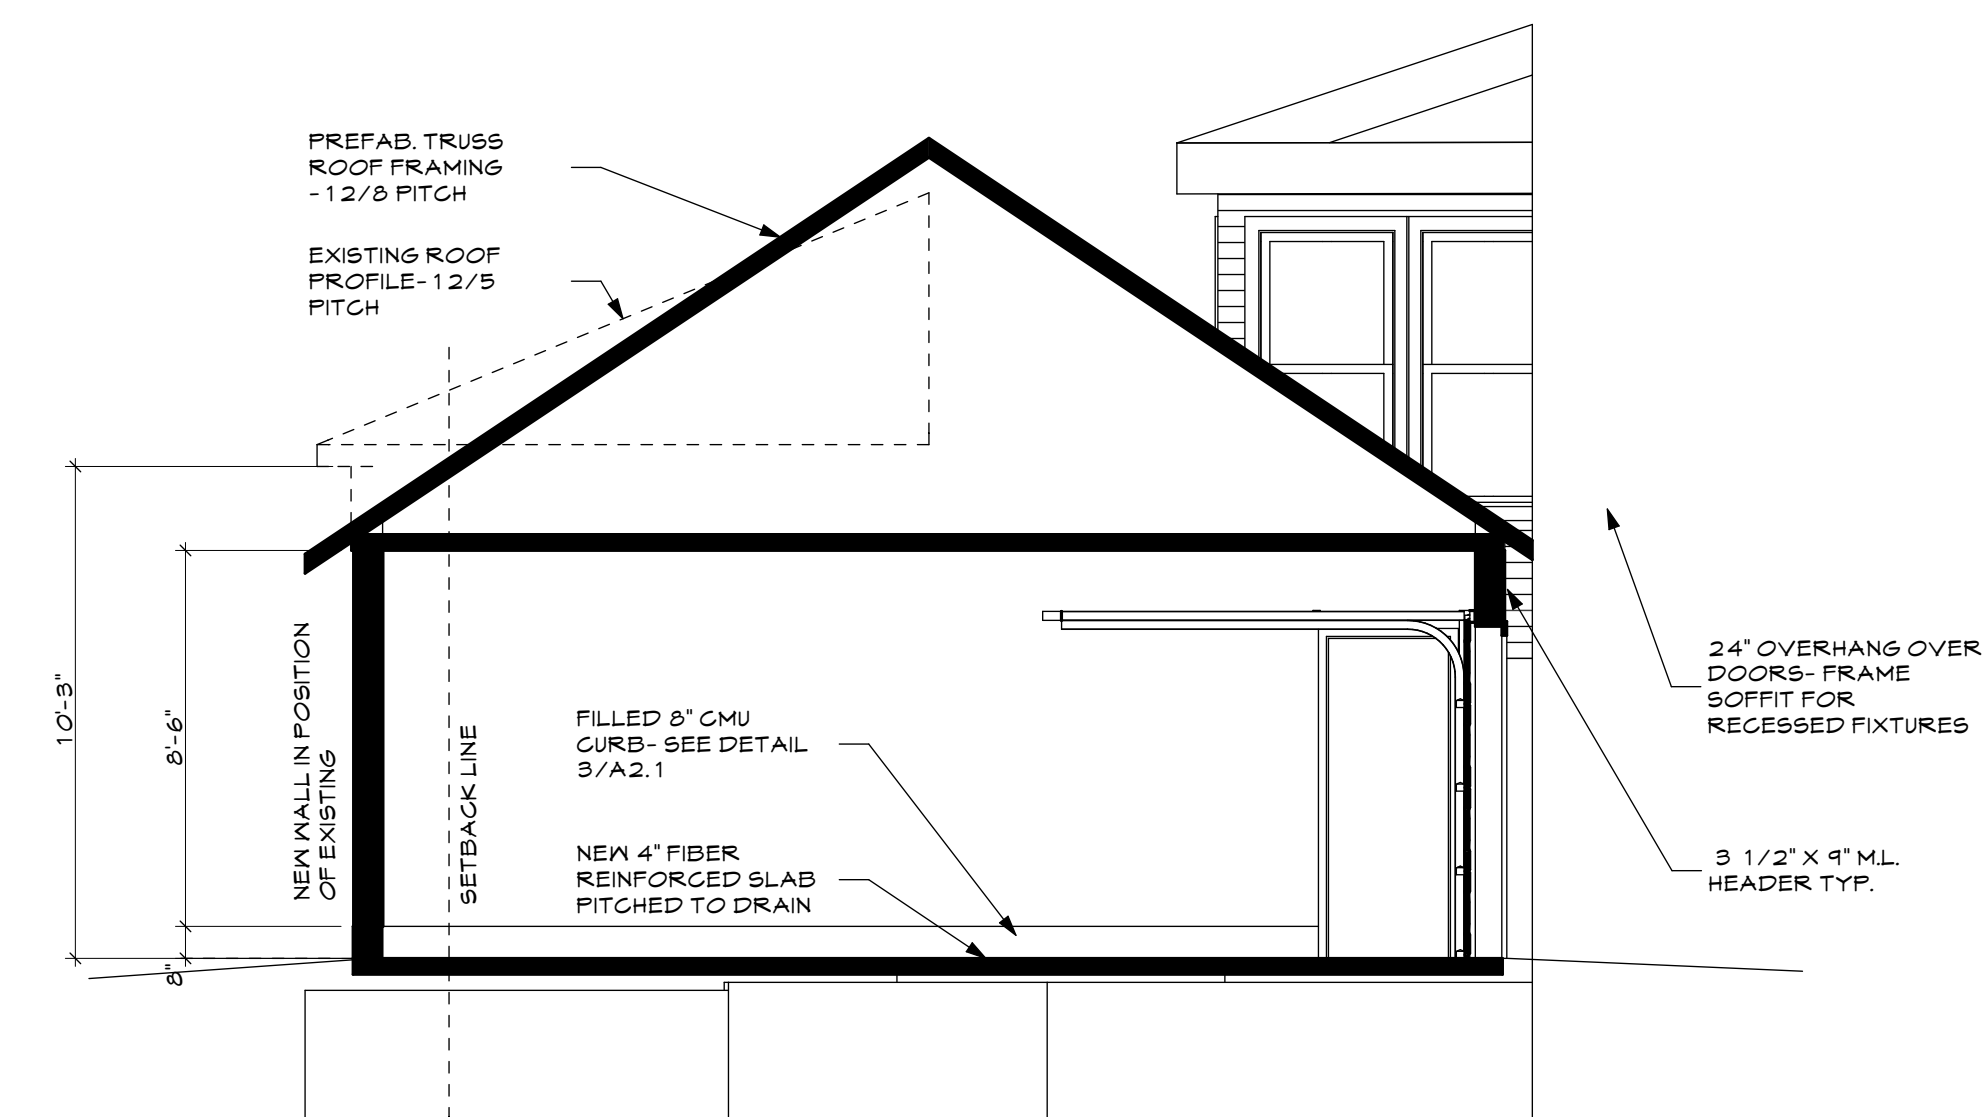 PREFAB. TRUSS
ROOF FRAMING
-12/8 PITCH
EXISTING ROOF
PROFILE-12/5
PITCH
10'-3"
8'-6"
8"
NEW WALL IN POSITION
OF EXISTING
SETBACK LINE
FILLED 8" CMU
CURB- SEE DETAIL
3/A2.1
NEW 4" FIBER
REINFORCED SLAB
PITCHED TO DRAIN
24" OVERHANG OVER
DOORS- FRAME
SOFFIT FOR
RECESSED FIXTURES
3 1/2" X 9" M.L.
HEADER TYP.